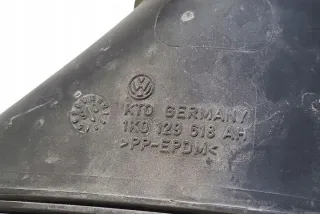 KTO GERMANY
1K0 129 618 AH
>PP-EPDM<